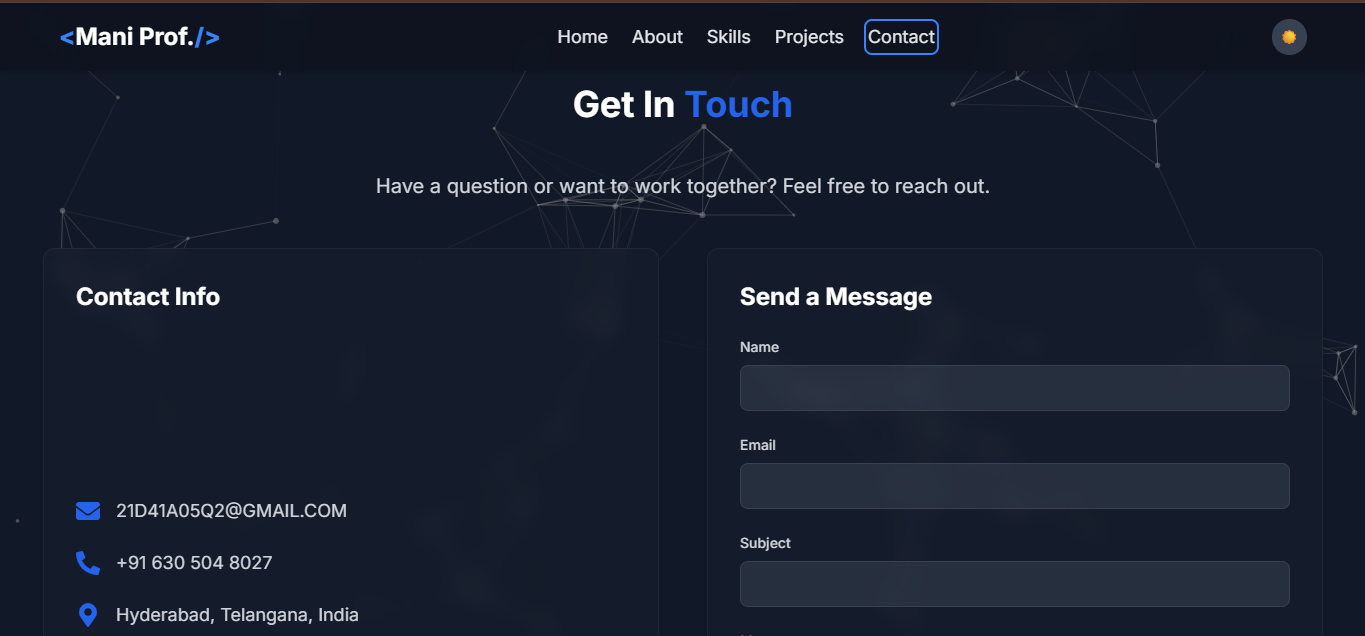 <Mani Prof./>
Home About Skills Projects Contact
Get In Touch
Have a question or want to work together? Feel free to reach out.
Contact Info
21D41A05Q2@GMAIL.COM
+91 630 504 8027
Hyderabad, Telangana, India
Send a Message
Name
Email
Subject